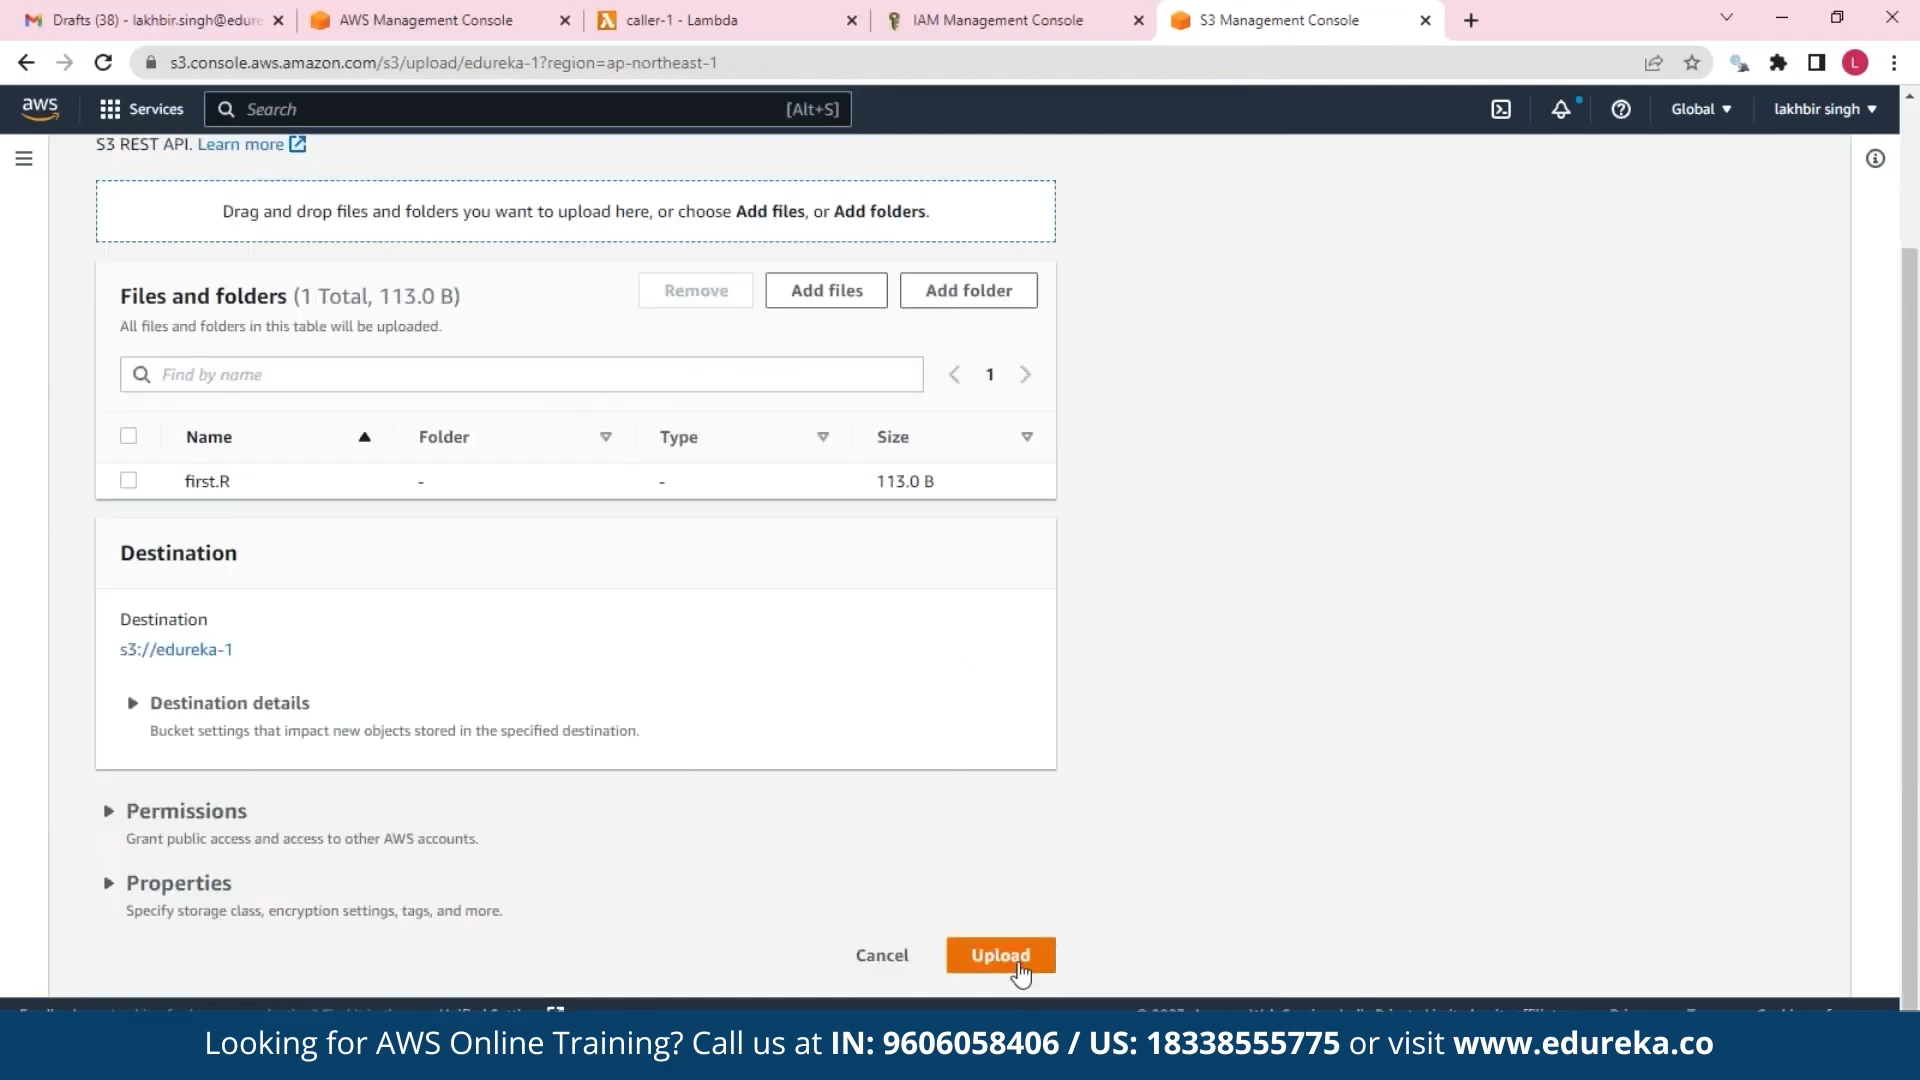 Drafts (38) - lakhbir.singh@edure
AWS Management Console
caller-1 - Lambda
IAM Management Console
S3 Management Console
s3.console.aws.amazon.com/s3/upload/edureka-1?region=ap-northeast-1
L
aws
Services
Search
[Alt+S]
Global
lakhbir singh
S3 REST API. Learn more
Drag and drop files and folders you want to upload here, or choose Add files, or Add folders.
Files and folders (1 Total, 113.0 B)
Remove
Add files
Add folder
All files and folders in this table will be uploaded.
Find by name
1
Name
Folder
Type
Size
first.R
-
-
113.0 B
Destination
Destination
s3://edureka-1
Destination details
Bucket settings that impact new objects stored in the specified destination.
Permissions
Grant public access and access to other AWS accounts.
Properties
Specify storage class, encryption settings, tags, and more.
Cancel
Upload
Looking for AWS Online Training? Call us at IN: 9606058406 / US: 18338555775 or visit www.edureka.co